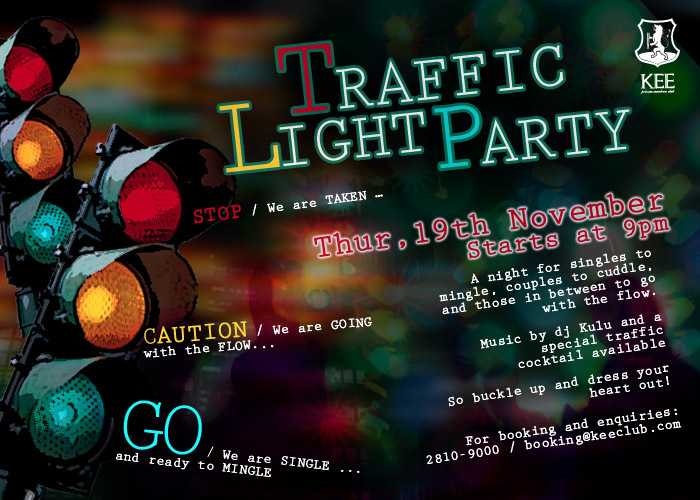 KEE
TRAFFIC
LIGHT PARTY
STOP / We are TAKEN …
Thur,19th November
Starts at 9pm
A night for singles to
mingle, couples to cuddle,
and those in between to go
with the flow.
CAUTION / We are GOING
with the FLOW...
Music by dj Kulu and a
special traffic
cocktail available
So buckle up and dress your
heart out!
GO / We are SINGLE ...
and ready to MINGLE
For booking and enquiries:
2810-9000 / booking@keeclub.com